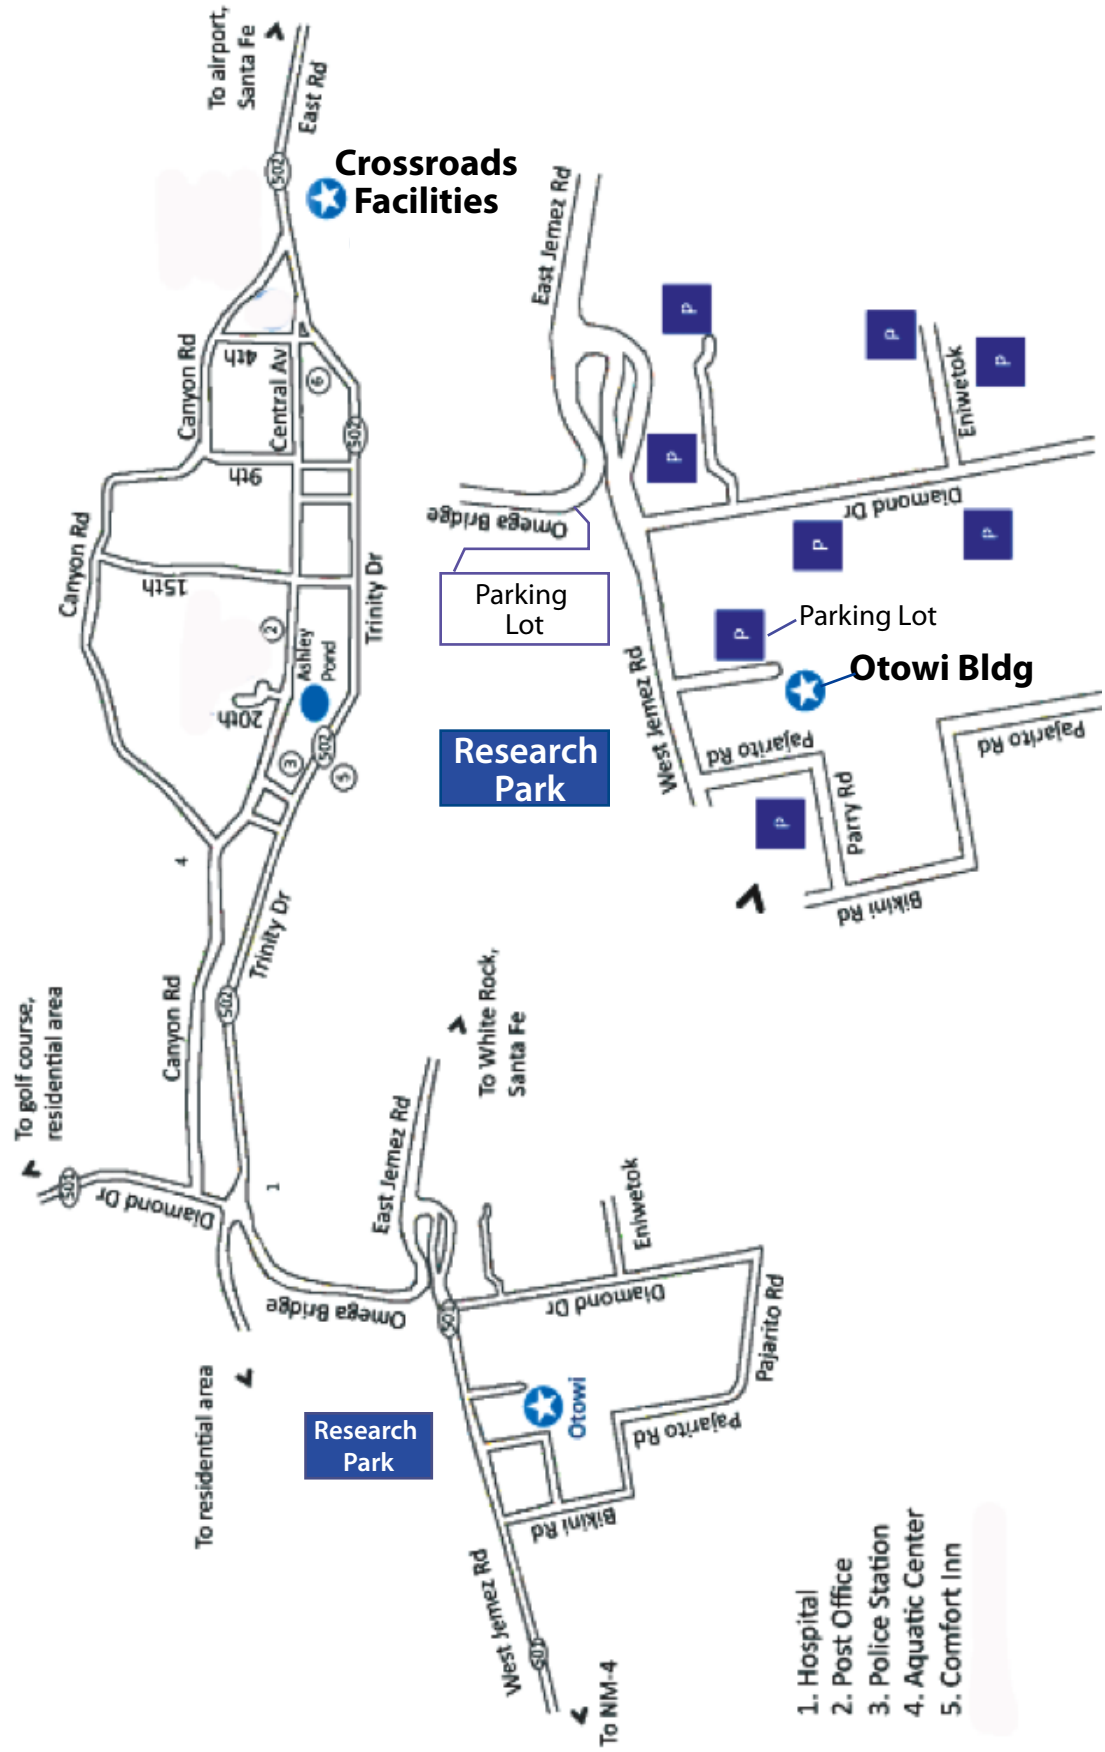 To airport,
Santa Fe
East Rd
502
Crossroads
Facilities
Canyon Rd
4th
Central Av
6
9th
502
Canyon Rd
15th
Trinity Dr
2
Ashley
Pond
20th
502
3
5
4
Trinity Dr
Canyon Rd
502
To golf course,
residential area
501
Diamond Dr
1
Omega Bridge
To residential area
East Jemez Rd
To White Rock,
Santa Fe
501
Diamond Dr
Eniwetok
Pajarito Rd
Pajarito Rd
Otowi
Research
Park
Bikini Rd
West Jemez Rd
501
To NM-4
East Jemez Rd
Omega Bridge
Parking
Lot
P
P
P
P
Eniwetok
Diamond Dr
P
P
P
Parking Lot
Otowi Bldg
West Jemez Rd
Research
Park
Pajarito Rd
Pajarito Rd
P
Parry Rd
Bikini Rd
1. Hospital
2. Post Office
3. Police Station
4. Aquatic Center
5. Comfort Inn